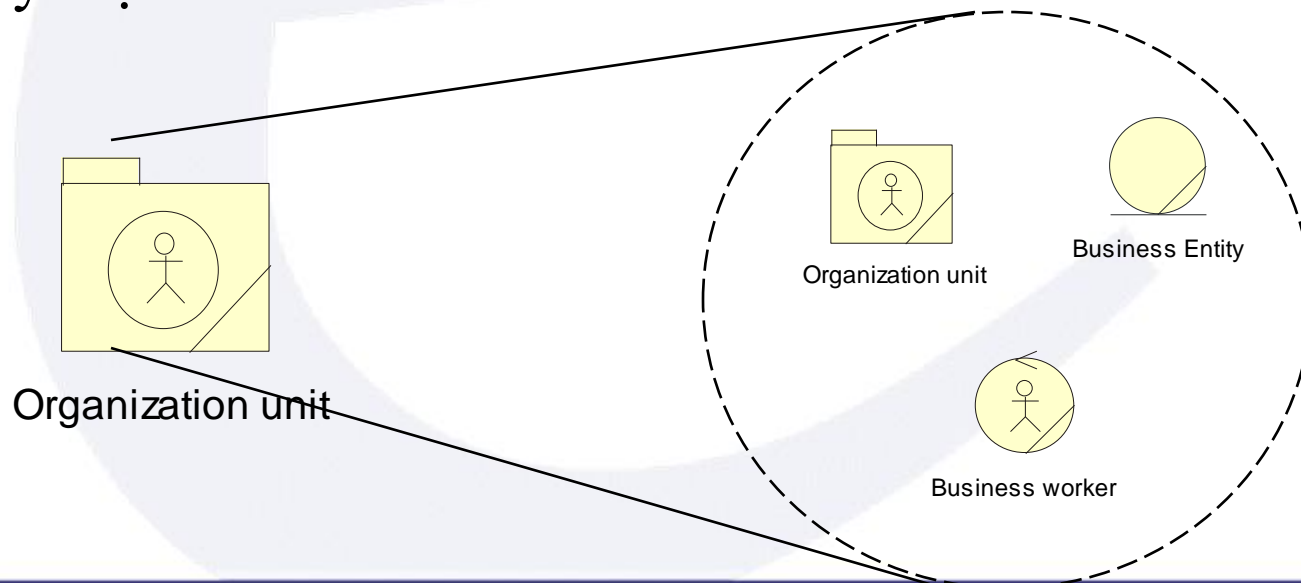 Organization unit
Business Entity
Organization unit
Business worker